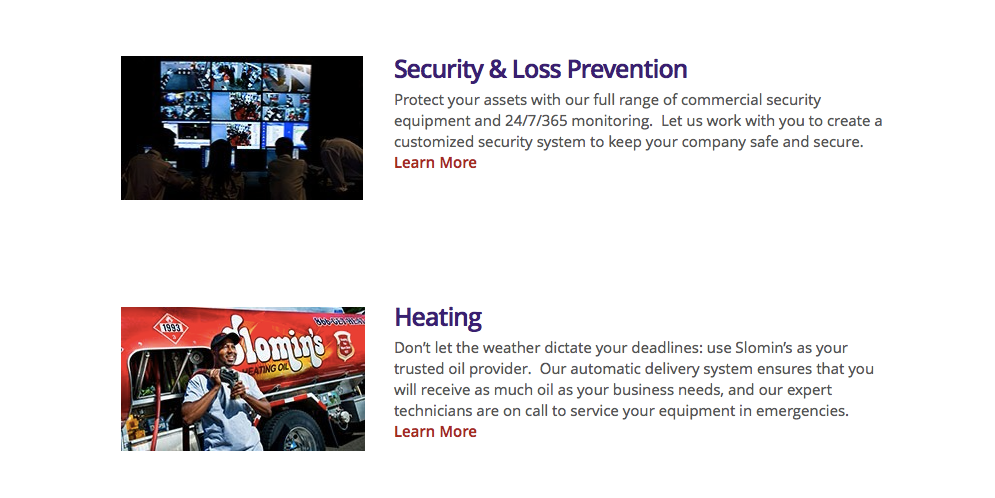 Security & Loss Prevention
Protect your assets with our full range of commercial security
equipment and 24/7/365 monitoring.  Let us work with you to create a
customized security system to keep your company safe and secure.
Learn More
1993
3
866-GET-HEAT
Slomin's
HEATING OIL
Heating
Don’t let the weather dictate your deadlines: use Slomin’s as your
trusted oil provider.  Our automatic delivery system ensures that you
will receive as much oil as your business needs, and our expert
technicians are on call to service your equipment in emergencies.
Learn More